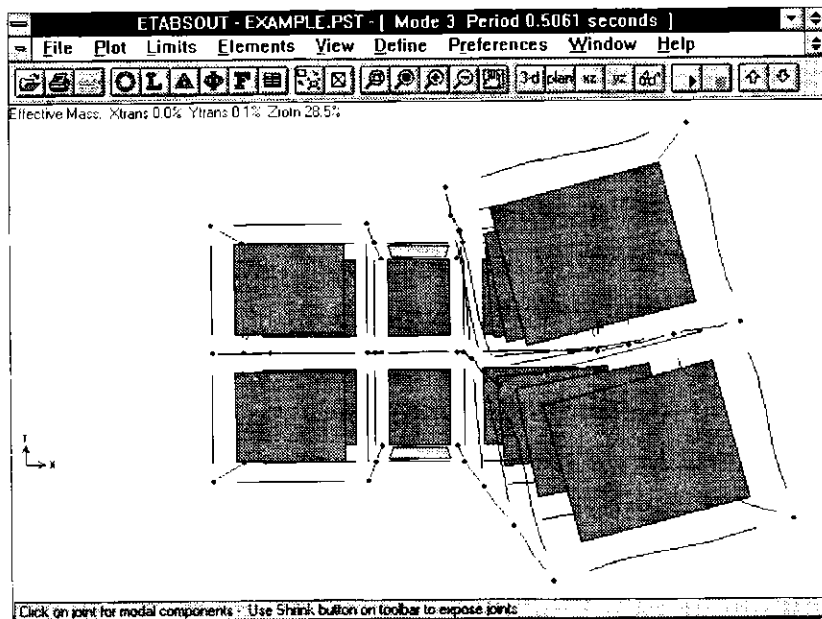 ETABSOUT - EXAMPLE.PST - [ Mode 3 Period 0.5061 seconds ]
File Plot Limits Elements View Define Preferences Window Help
O L F 3-d plan xz yz
Effective Mass. Xtrans 0.0% Ytrans 0.1% Zrotn 28.5%
Y
X
Click on joint for modal components - Use Shrink button on toolbar to expose joints